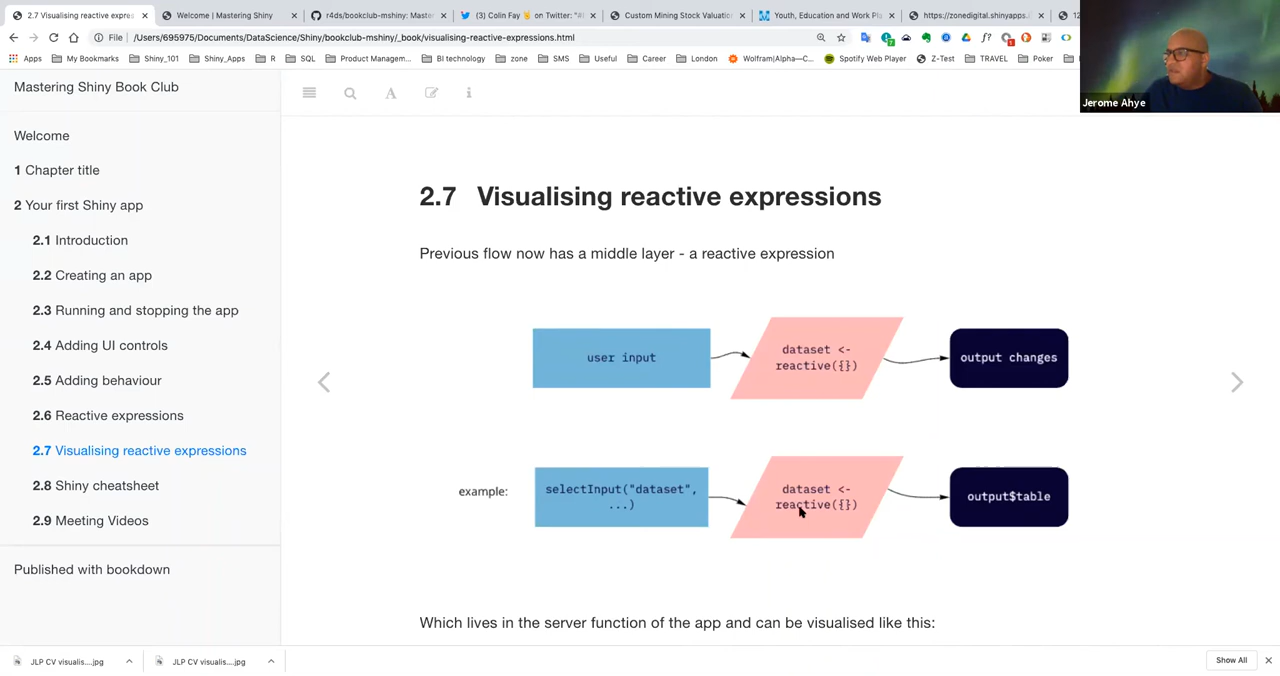 2.7 Visualising reactive expres
Welcome | Mastering Shiny
r4ds/bookclub-mshiny: Master
(3) Colin Fay on Twitter: "#
Custom Mining Stock Valuation
Youth, Education and Work Pl
https://zonedigital.shinyapps.i
12
File
/Users/695975/Documents/DataScience/Shiny/bookclub-mshiny/_book/visualising-reactive-expressions.html
Apps
My Bookmarks
Shiny_101
Shiny_Apps
R
SQL
Product Managem...
BI technology
zone
SMS
Useful
Career
London
Wolfram|Alpha—C...
Spotify Web Player
Z-Test
TRAVEL
Poker
Jerome Ahye
Mastering Shiny Book Club
Welcome
1 Chapter title
2 Your first Shiny app
2.1 Introduction
2.2 Creating an app
2.3 Running and stopping the app
2.4 Adding UI controls
2.5 Adding behaviour
2.6 Reactive expressions
2.7 Visualising reactive expressions
2.8 Shiny cheatsheet
2.9 Meeting Videos
Published with bookdown
2.7 Visualising reactive expressions
Previous flow now has a middle layer - a reactive expression
user input
dataset <-
reactive({})
output changes
example:
selectInput("dataset",
...)
dataset <-
reactive({})
output$table
Which lives in the server function of the app and can be visualised like this:
JLP CV visualis....jpg
JLP CV visualis....jpg
Show All